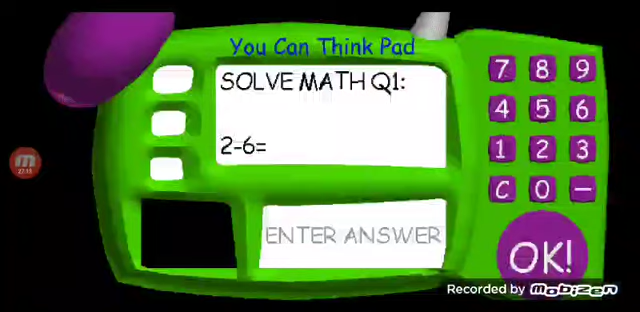 You Can Think Pad
SOLVE MATH Q1:
2-6=
ENTER ANSWER
7 8 9
4 5 6
1 2 3
C 0 −
OK!
Recorded by Mobizen